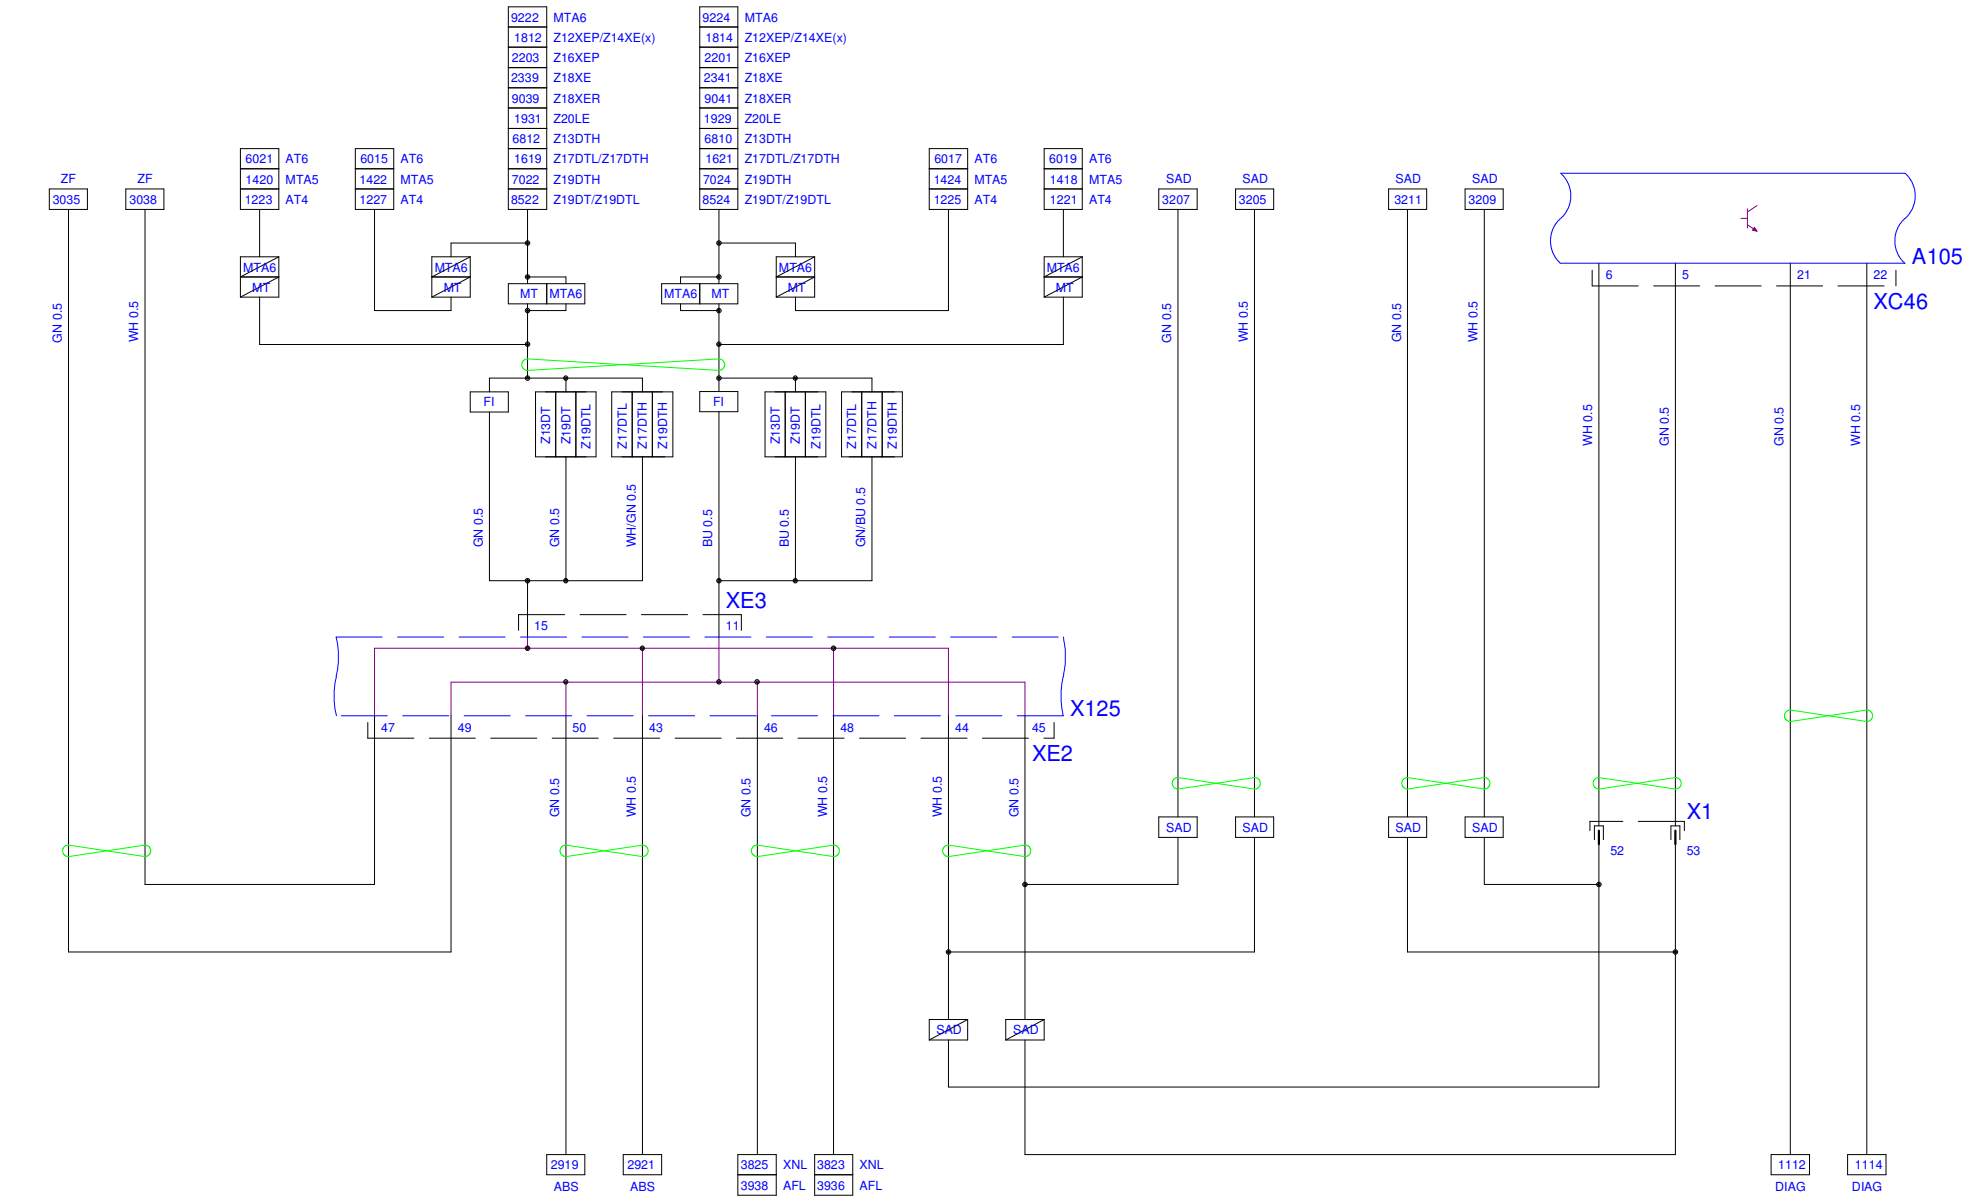 9222 MTA6 9224 MTA6
1812 Z12XEP/Z14XE(x) 1814 Z12XEP/Z14XE(x)
2203 Z16XEP 2201 Z16XEP
2339 Z18XE 2341 Z18XE
9039 Z18XER 9041 Z18XER
1931 Z20LE 1929 Z20LE
6812 Z13DTH 6810 Z13DTH
6021 AT6 6015 AT6 1619 Z17DTL/Z17DTH 1621 Z17DTL/Z17DTH 6017 AT6 6019 AT6
ZF ZF 1420 MTA5 1422 MTA5 7022 Z19DTH 7024 Z19DTH 1424 MTA5 1418 MTA5 SAD SAD SAD SAD
3035 3038 1223 AT4 1227 AT4 8522 Z19DT/Z19DTL 8524 Z19DT/Z19DTL 1225 AT4 1221 AT4 3207 3205 3211 3209
A105
MTA6 MTA6 MTA6 MTA6
6 5 21 22
MT MT MT MTA6 MTA6 MT MT MT
XC46
GN 0.5 WH 0.5 GN 0.5 WH 0.5 GN 0.5 WH 0.5
FI Z13DT Z19DT Z19DTL Z17DTL Z17DTH Z19DTH FI Z13DT Z19DT Z19DTL Z17DTL Z17DTH Z19DTH
WH 0.5 GN 0.5 GN 0.5 WH 0.5
GN 0.5 GN 0.5 WH/GN 0.5 BU 0.5 BU 0.5 GN/BU 0.5
XE3
15 11
X125
47 49 50 43 46 48 44 45
XE2
GN 0.5 WH 0.5 GN 0.5 WH 0.5 WH 0.5 GN 0.5
X1
SAD SAD SAD SAD
52 53
SAD SAD
2919 2921 3825 XNL 3823 XNL 1112 1114
ABS ABS 3938 AFL 3936 AFL DIAG DIAG